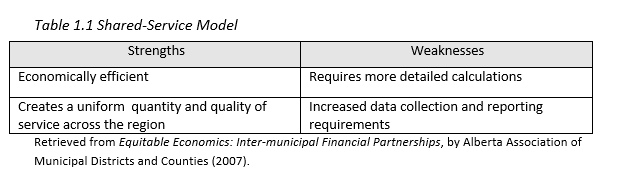 Table 1.1 Shared-Service Model
Strengths Weaknesses
Economically efficient Requires more detailed calculations
Creates a uniform quantity and quality of Increased data collection and reporting
service across the region requirements
Retrieved from Equitable Economics: Inter-municipal Financial Partnerships, by Alberta Association of
Municipal Districts and Counties (2007).